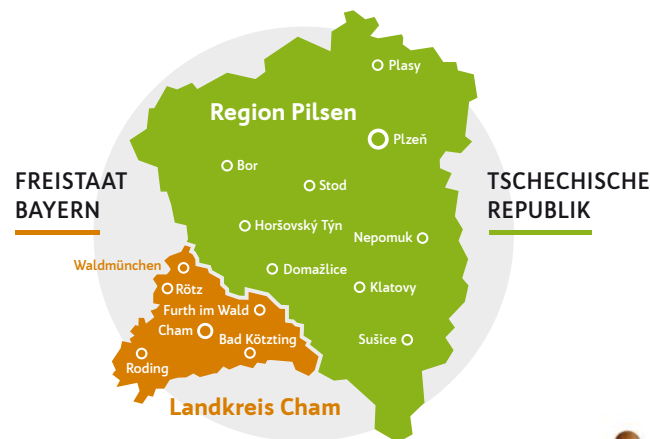 Plasy
Region Pilsen
Plzeň
Bor
Stod
FREISTAAT
BAYERN
TSCHECHISCHE
REPUBLIK
Horšovský Týn
Nepomuk
Waldmünchen
Domažlice
Rötz
Klatovy
Furth im Wald
Cham
Bad Kötzting
Sušice
Roding
Landkreis Cham